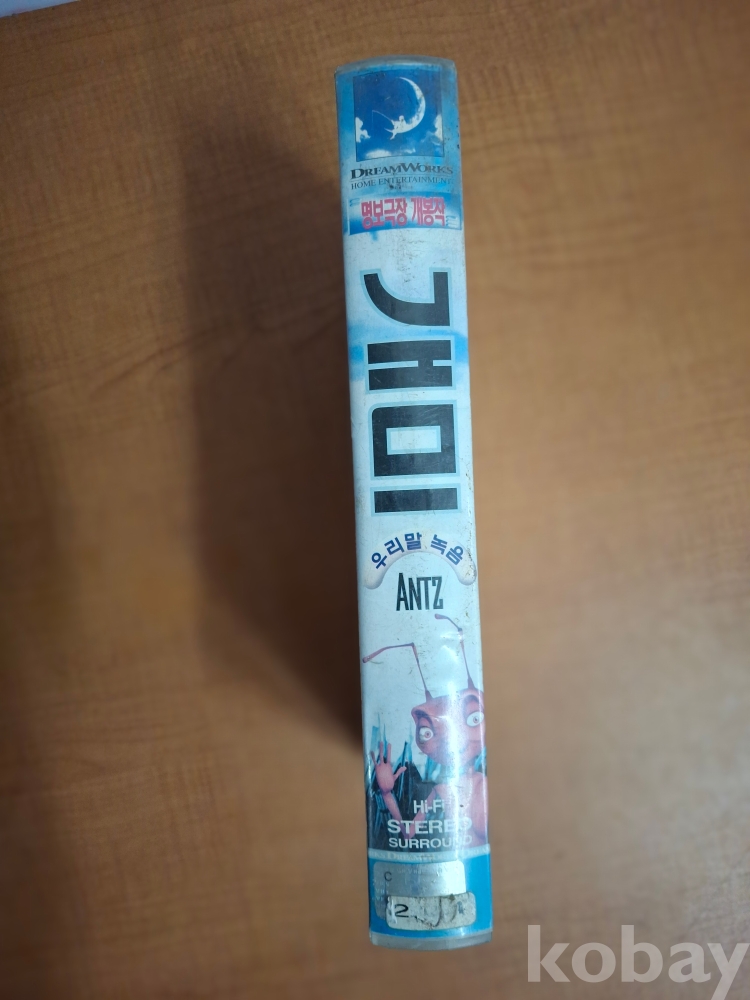 DREAMWORKS
HOME ENTERTAINMENT
명보극장 개봉작
개미
우리말 녹음
ANTZ
HI-FI
STEREO
SURROUND
C
2
kobay